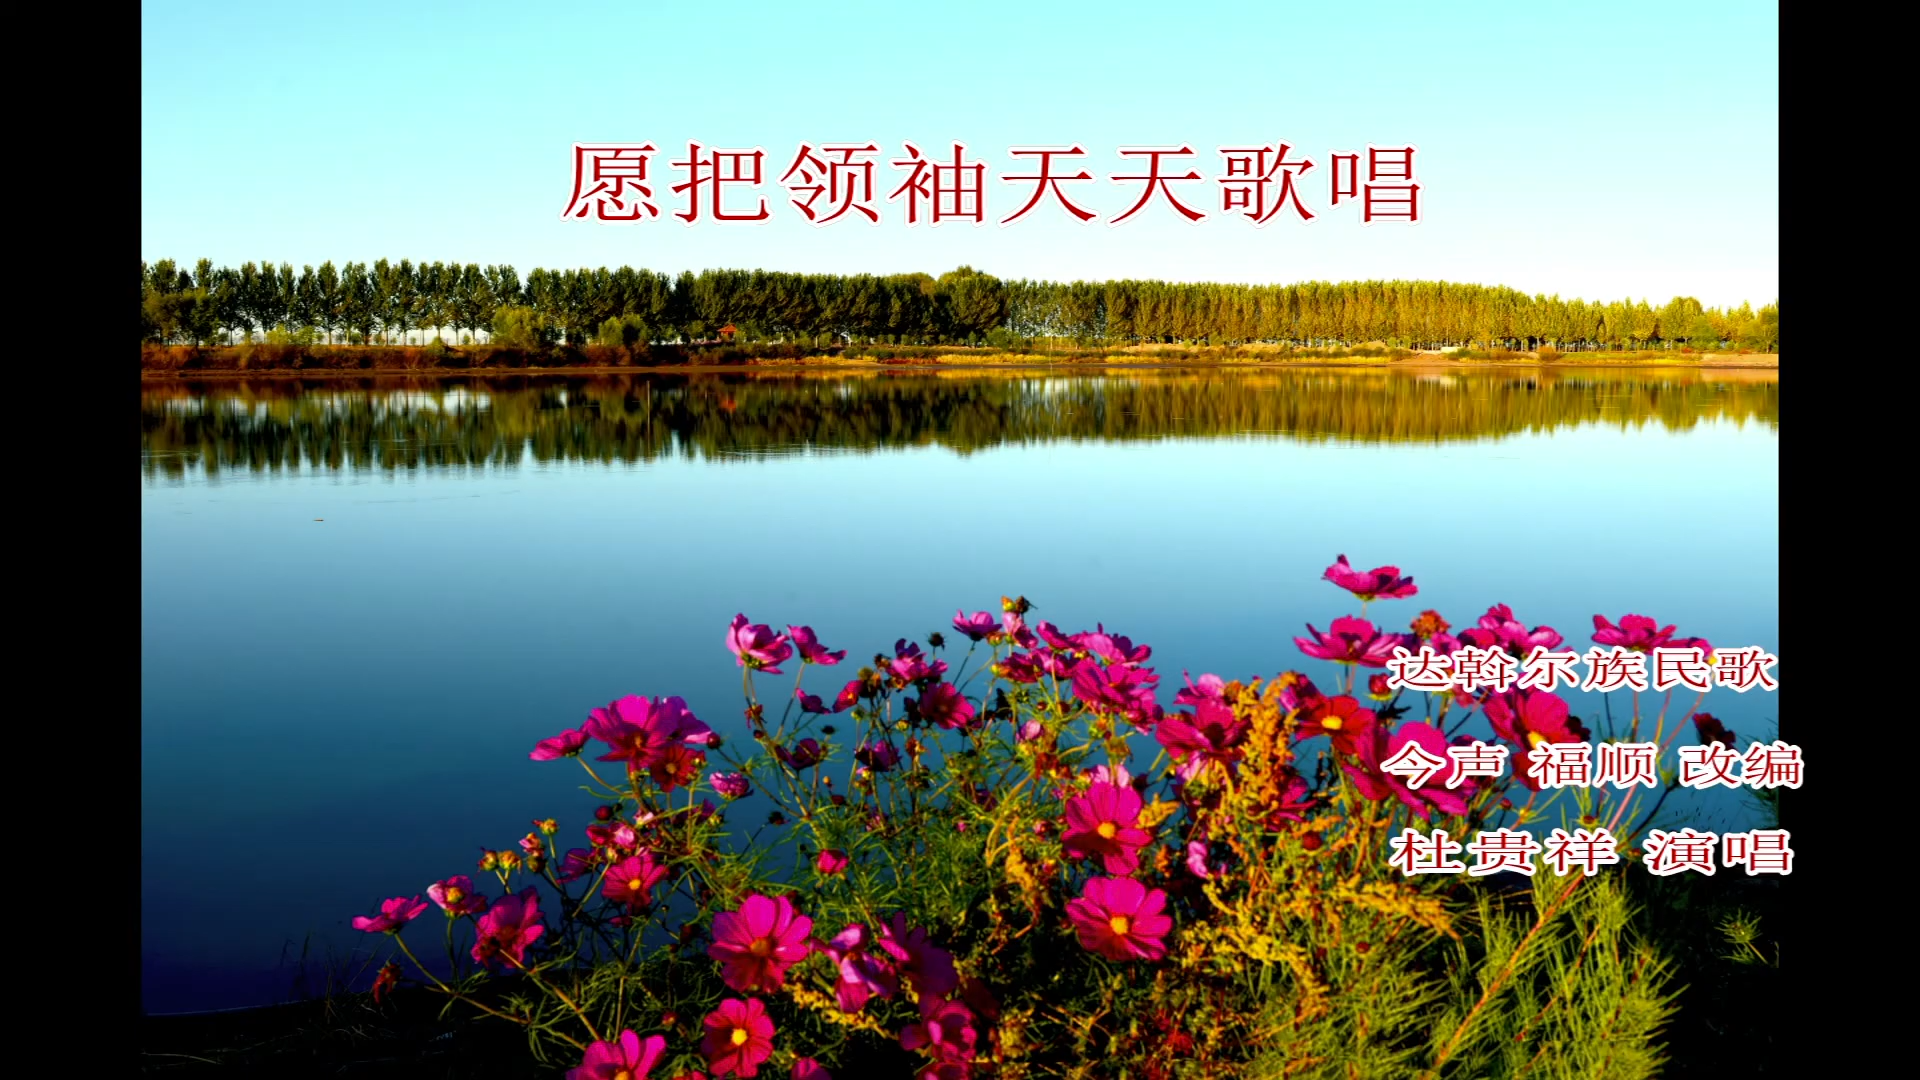 愿把领袖天天歌唱
达斡尔族民歌
今声 福顺 改编
杜贵祥 演唱